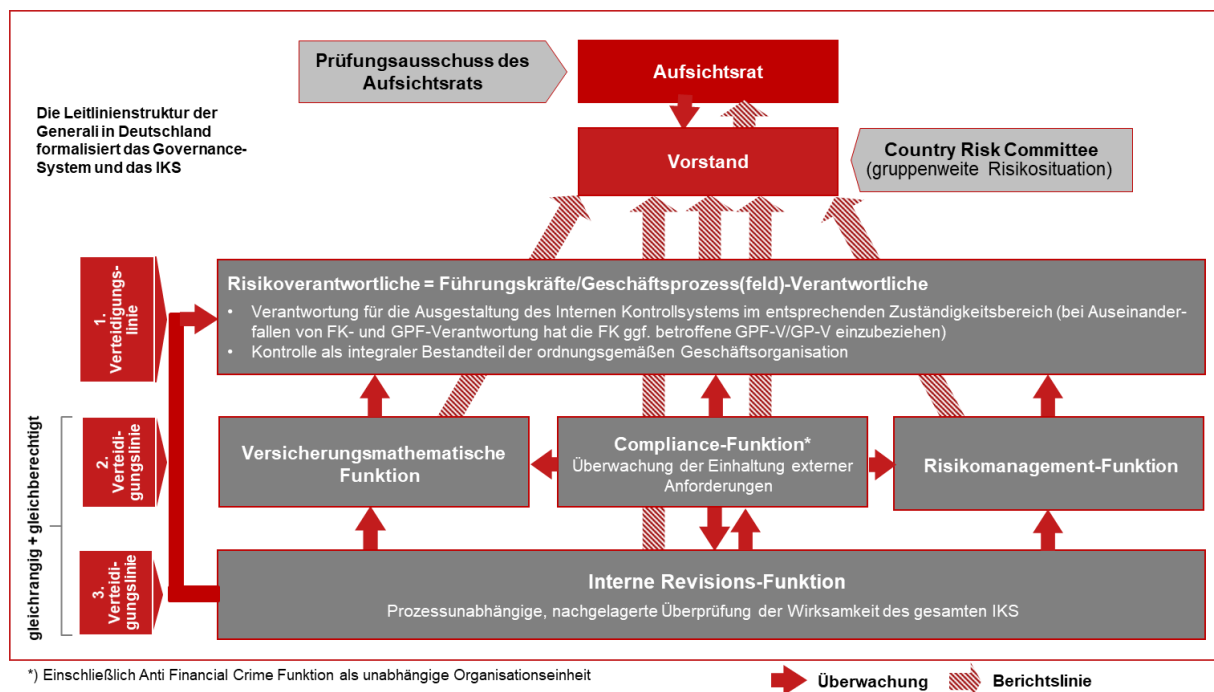 Prüfungsausschuss des
Aufsichtsrats
Aufsichtsrat
Die Leitlinienstruktur der
Generali in Deutschland
formalisiert das Governance-
System und das IKS
Vorstand
Country Risk Committee
(gruppenweite Risikosituation)
1.
Verteidigungs-
linie
Risikoverantwortliche = Führungskräfte/Geschäftsprozess(feld)-Verantwortliche
• Verantwortung für die Ausgestaltung des Internen Kontrollsystems im entsprechenden Zuständigkeitsbereich (bei Auseinander-
fallen von FK- und GPF-Verantwortung hat die FK ggf. betroffene GPF-V/GP-V einzubeziehen)
• Kontrolle als integraler Bestandteil der ordnungsgemäßen Geschäftsorganisation
gleichrangig + gleichberechtigt
2.
Verteidi-
gungslinie
Versicherungsmathematische
Funktion
Compliance-Funktion*
Überwachung der Einhaltung externer
Anforderungen
Risikomanagement-Funktion
3.
Verteidi-
gungslinie
Interne Revisions-Funktion
Prozessunabhängige, nachgelagerte Überprüfung der Wirksamkeit des gesamten IKS
*) Einschließlich Anti Financial Crime Funktion als unabhängige Organisationseinheit
Überwachung
Berichtslinie